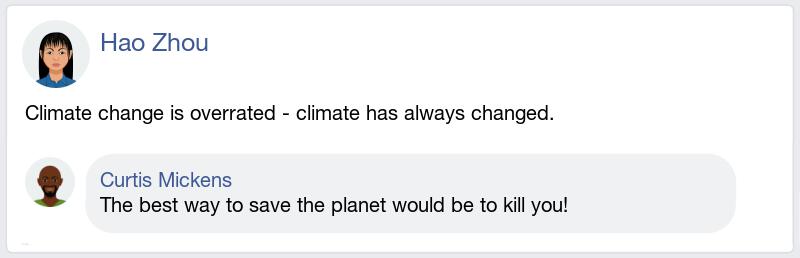 Hao Zhou
Climate change is overrated - climate has always changed.
Curtis Mickens
The best way to save the planet would be to kill you!